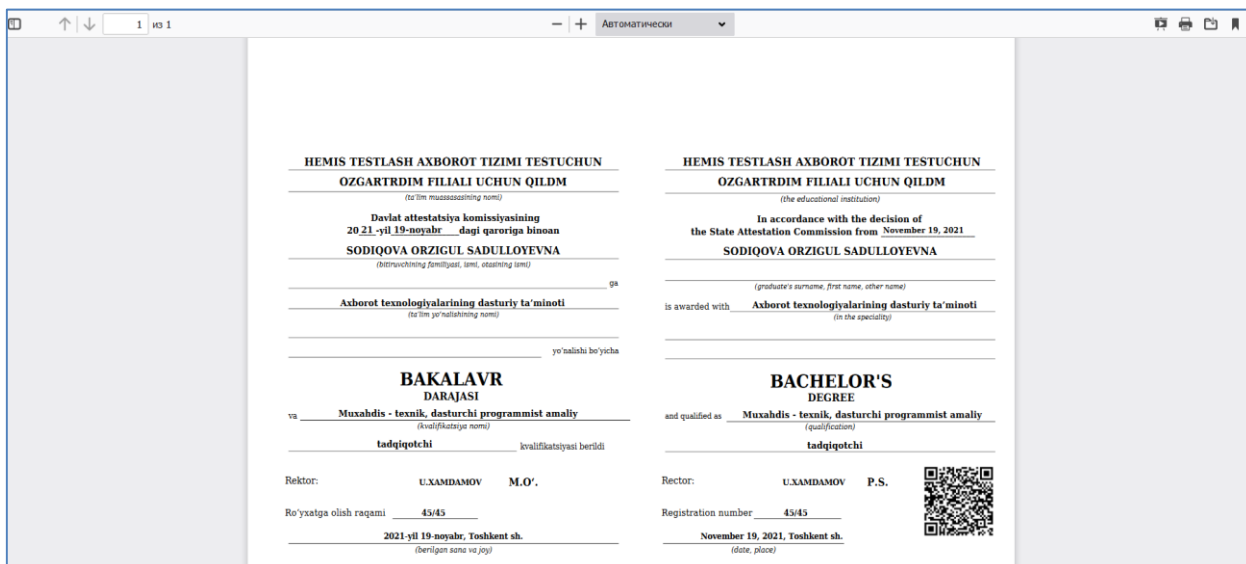 1 из 1
Автоматически
HEMIS TESTLASH AXBOROT TIZIMI TESTUCHUN
OZGARTRDIM FILIALI UCHUN QILDM
(ta'lim muassasasining nomi)
Davlat attestatsiya komissiyasining
20 21 -yil 19-noyabr dagi qaroriga binoan
SODIQOVA ORZIGUL SADULLOYEVNA
(bitiruvchining familiyasi, ismi, otasining ismi)
ga
Axborot texnologiyalarining dasturiy ta'minoti
(ta'lim yo'nalishining nomi)
yo'nalishi bo'yicha
BAKALAVR
DARAJASI
va Muxahdis - texnik, dasturchi programmist amaliy
(kvalifikatsiya nomi)
tadqiqotchi kvalifikatsiyasi berildi
Rektor: U.XAMDAMOV M.O‘.
Ro'yxatga olish raqami 45/45
2021-yil 19-noyabr, Toshkent sh.
(berilgan sana va joy)
HEMIS TESTLASH AXBOROT TIZIMI TESTUCHUN
OZGARTRDIM FILIALI UCHUN QILDM
(the educational institution)
In accordance with the decision of
the State Attestation Commission from November 19, 2021
SODIQOVA ORZIGUL SADULLOYEVNA
(graduate's surname, first name, other name)
is awarded with Axborot texnologiyalarining dasturiy ta'minoti
(in the speciality)
BACHELOR'S
DEGREE
and qualified as Muxahdis - texnik, dasturchi programmist amaliy
(qualification)
tadqiqotchi
Rector: U.XAMDAMOV P.S.
Registration number 45/45
November 19, 2021, Toshkent sh.
(date, place)